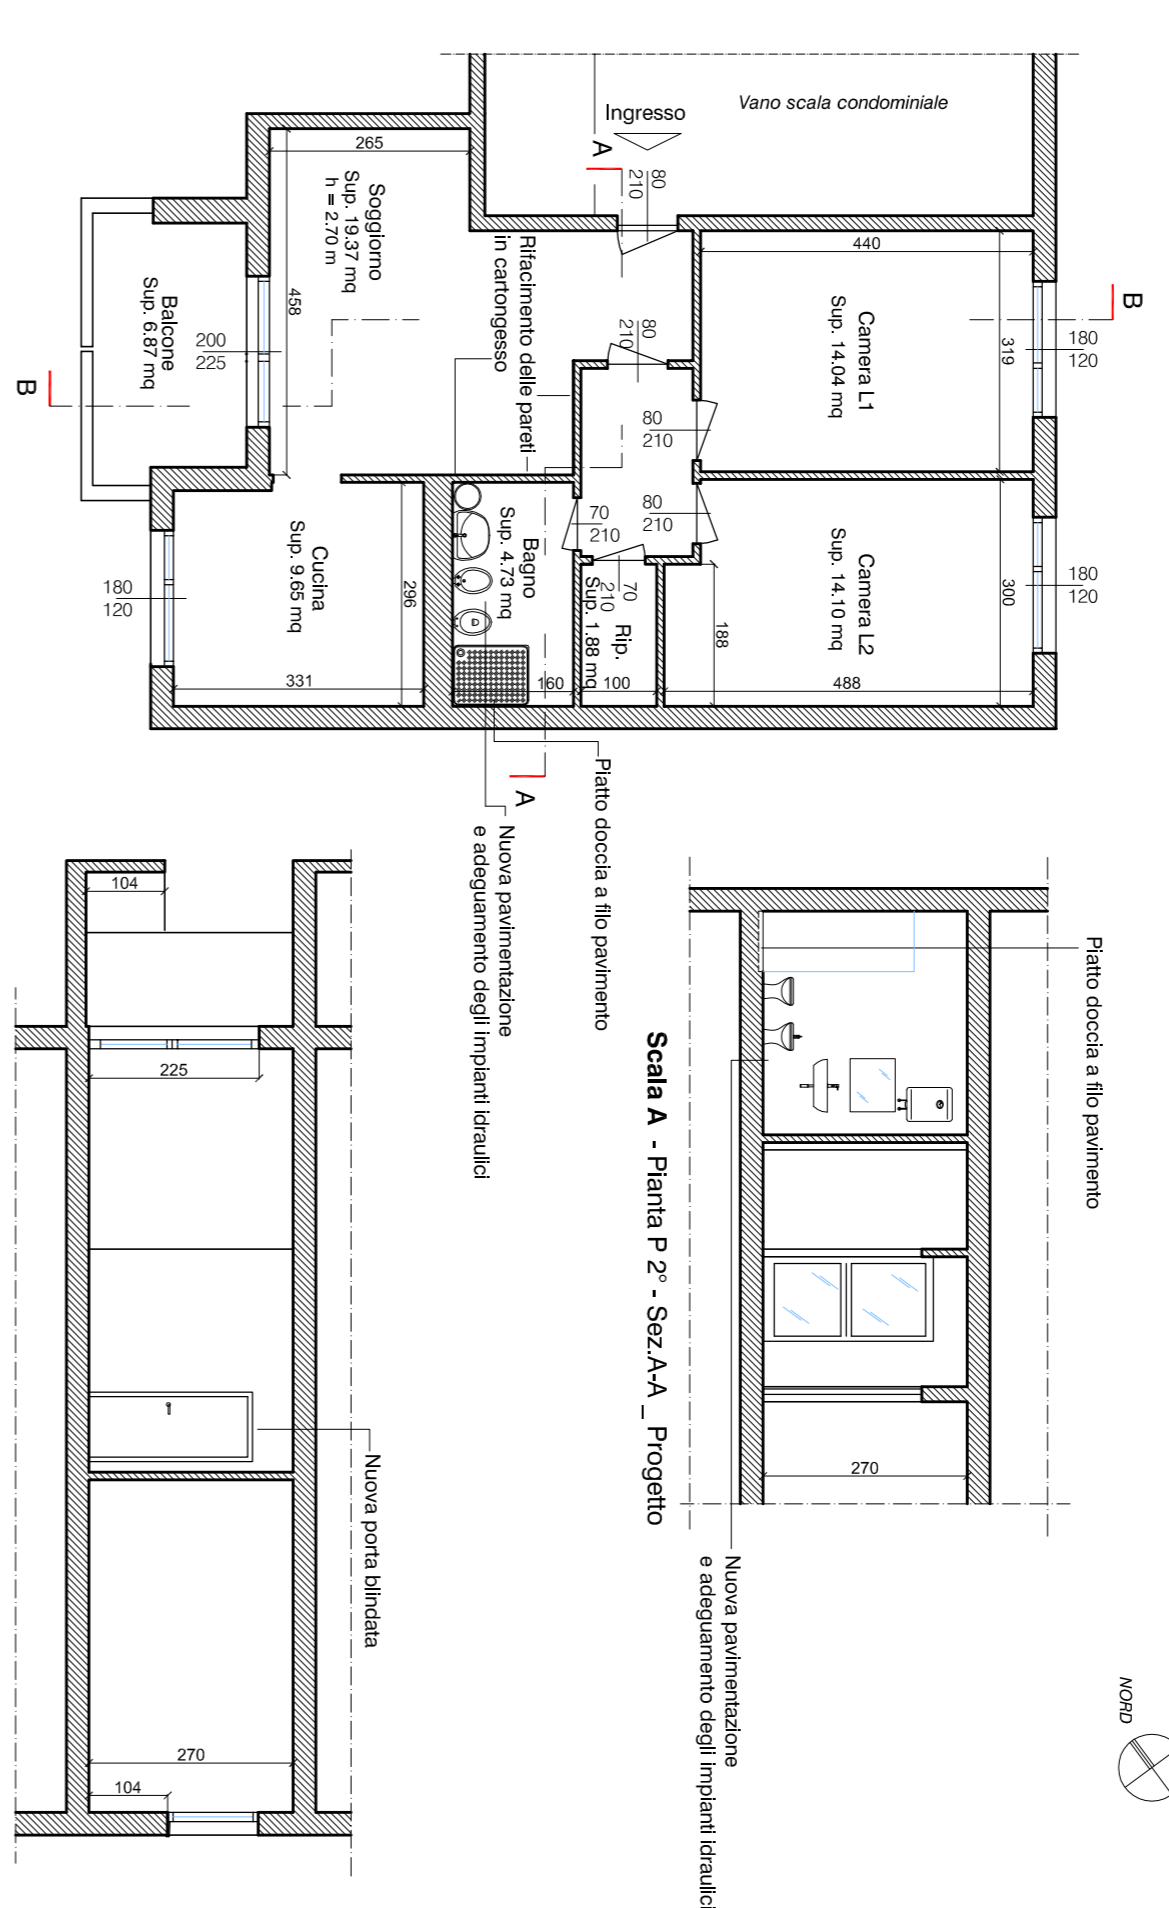 Vano scala condominiale
Ingresso
A
80
210
265
440
Soggiorno
Sup. 19.37 mq
h = 2.70 m
Rifacimento delle pareti
in cartongesso
458
Camera L1
Sup. 14.04 mq
319
B
180
120
Balcone
Sup. 6.87 mq
200
225
B
80
210
80
210
80
210
70
210
70
210
Camera L2
Sup. 14.10 mq
300
180
120
Bagno
Sup. 4.73 mq
Rip.
Sup. 1.88 mq
188
Cucina
Sup. 9.65 mq
296
180
120
331
160
100
488
A
Piatto doccia a filo pavimento
Nuova pavimentazione
e adeguamento degli impianti idraulici
Piatto doccia a filo pavimento
270
Nuova pavimentazione
e adeguamento degli impianti idraulici
Scala A - Pianta P 2° - Sez.A-A _ Progetto
104
225
Nuova porta blindata
270
104
NORD